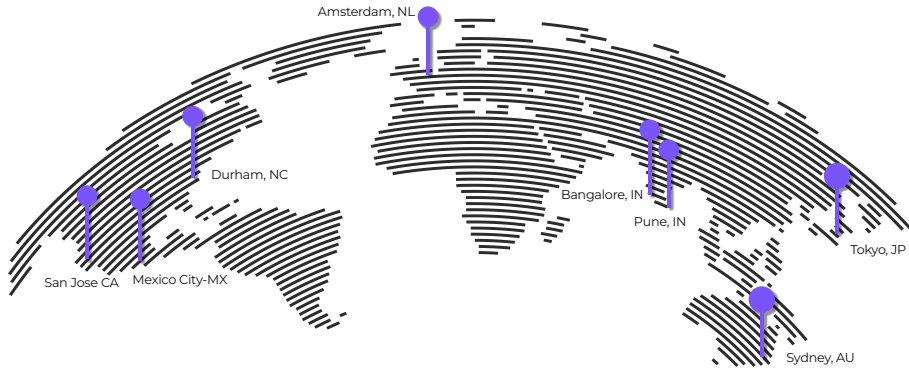 Amsterdam, NL
Durham, NC
Bangalore, IN
Pune, IN
Tokyo, JP
San Jose CA
Mexico City-MX
Sydney, AU